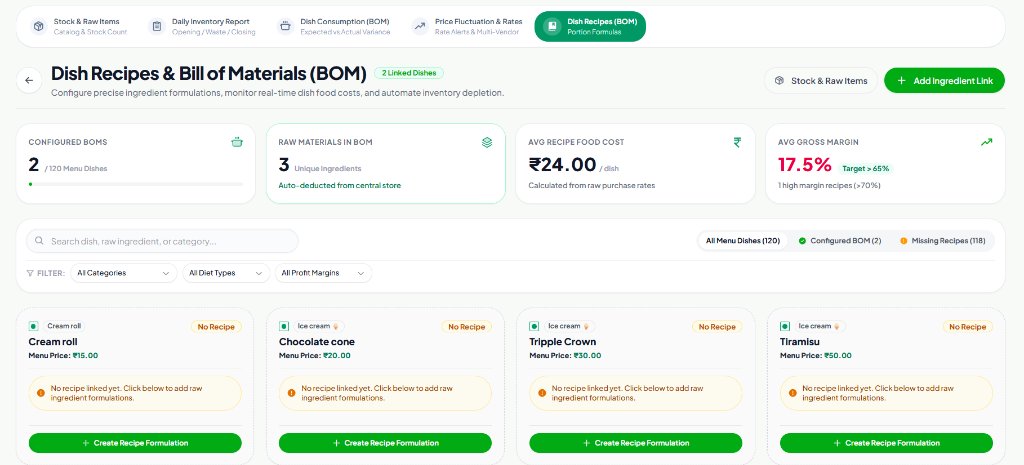 Stock & Raw Items
Catalog & Stock Count
Daily Inventory Report
Opening / Waste / Closing
Dish Consumption (BOM)
Expected vs Actual Variance
Price Fluctuation & Rates
Rate Alerts & Multi-Vendor
Dish Recipes (BOM)
Portion Formulas
Dish Recipes & Bill of Materials (BOM)
2 Linked Dishes
Configure precise ingredient formulations, monitor real-time dish food costs, and automate inventory depletion.
Stock & Raw Items
+ Add Ingredient Link
CONFIGURED BOMS
2 / 120 Menu Dishes
RAW MATERIALS IN BOM
3 Unique Ingredients
Auto-deducted from central store
AVG RECIPE FOOD COST
₹
₹24.00 / dish
Calculated from raw purchase rates
AVG GROSS MARGIN
17.5% Target > 65%
1 high margin recipes (>70%)
Search dish, raw ingredient, or category...
All Menu Dishes (120)
Configured BOM (2)
Missing Recipes (118)
FILTER:
All Categories
All Diet Types
All Profit Margins
Cream roll
No Recipe
Cream roll
Menu Price: ₹15.00
No recipe linked yet. Click below to add raw
ingredient formulations.
+ Create Recipe Formulation
Ice cream
No Recipe
Chocolate cone
Menu Price: ₹20.00
No recipe linked yet. Click below to add raw
ingredient formulations.
+ Create Recipe Formulation
Ice cream
No Recipe
Tripple Crown
Menu Price: ₹30.00
No recipe linked yet. Click below to add raw
ingredient formulations.
+ Create Recipe Formulation
Ice cream
No Recipe
Tiramisu
Menu Price: ₹50.00
No recipe linked yet. Click below to add raw
ingredient formulations.
+ Create Recipe Formulation